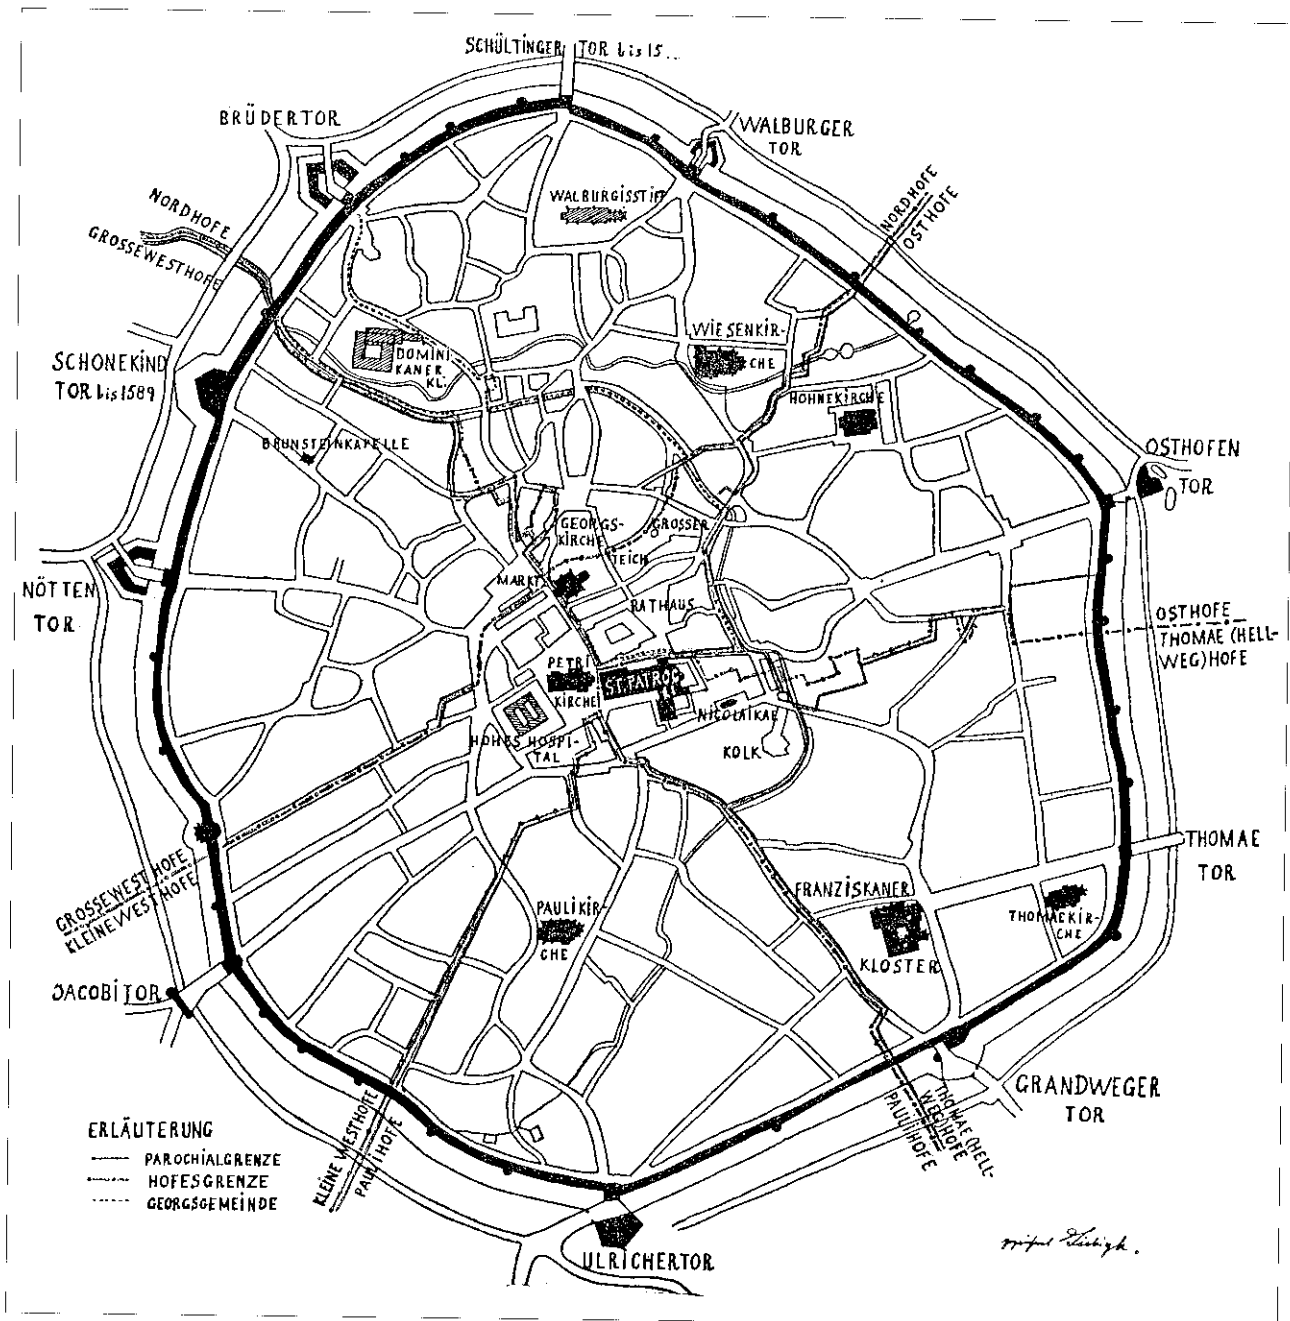 SCHÜLTINGER TOR bis 15..
BRÜDERTOR
WALBURGER
TOR
NORDHOFE
GROSSEWESTHOFE
WALBURGISSTIFT
NORDHOFE
OSTHOFE
SCHONEKIND
TOR bis 1589
DOMINI
KANER
KL.
WIESENKIR-
CHE
HOHNEKIRCHE
BRUNSTEINKAPELLE
OSTHOFEN
TOR
GEORGS-
KIRCHE
GROSSER
TEICH
NÖTTEN
TOR
MARKT
RATHAUS
OSTHOFE
THOMAE (HELL-
WEG)HOFE
PETRI
KIRCHE
ST. PATROC
NICOLAIKAP
HOHES HOSPI-
TAL
KOLK
GROSSEWESTHOFE
KLEINE WESTHOFE
THOMAE
TOR
PAULIKIR-
CHE
FRANZISKANER
KLOSTER
THOMAEKIR-
CHE
JACOBITOR
GRANDWEGER
TOR
THOMAE (HELL-
WEG)HOFE
PAULIHOFE
KLEINE WESTHOFE
PAULIHOFE
ERLÄUTERUNG
PAROCHIALGRENZE
HOFESGRENZE
GEORGSGEMEINDE
ULRICHERTOR